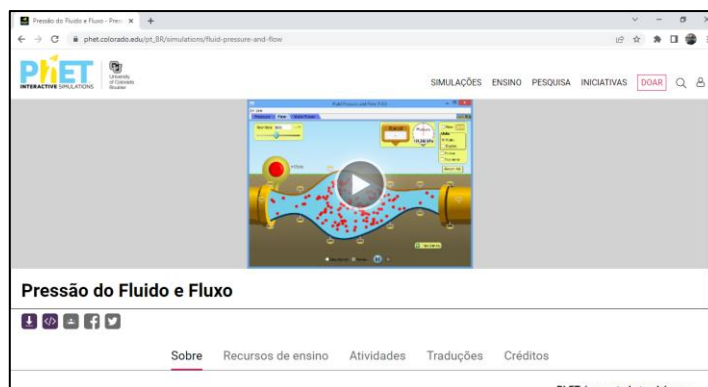 Pressão do Fluido e Fluxo - Pre
phet.colorado.edu/pt_BR/simulations/fluid-pressure-and-flow
PhET
INTERACTIVE SIMULATIONS
University
of Colorado
Boulder
SIMULAÇÕES ENSINO PESQUISA INICIATIVAS DOAR
Pressão do Fluido e Fluxo
Sobre Recursos de ensino Atividades Traduções Créditos